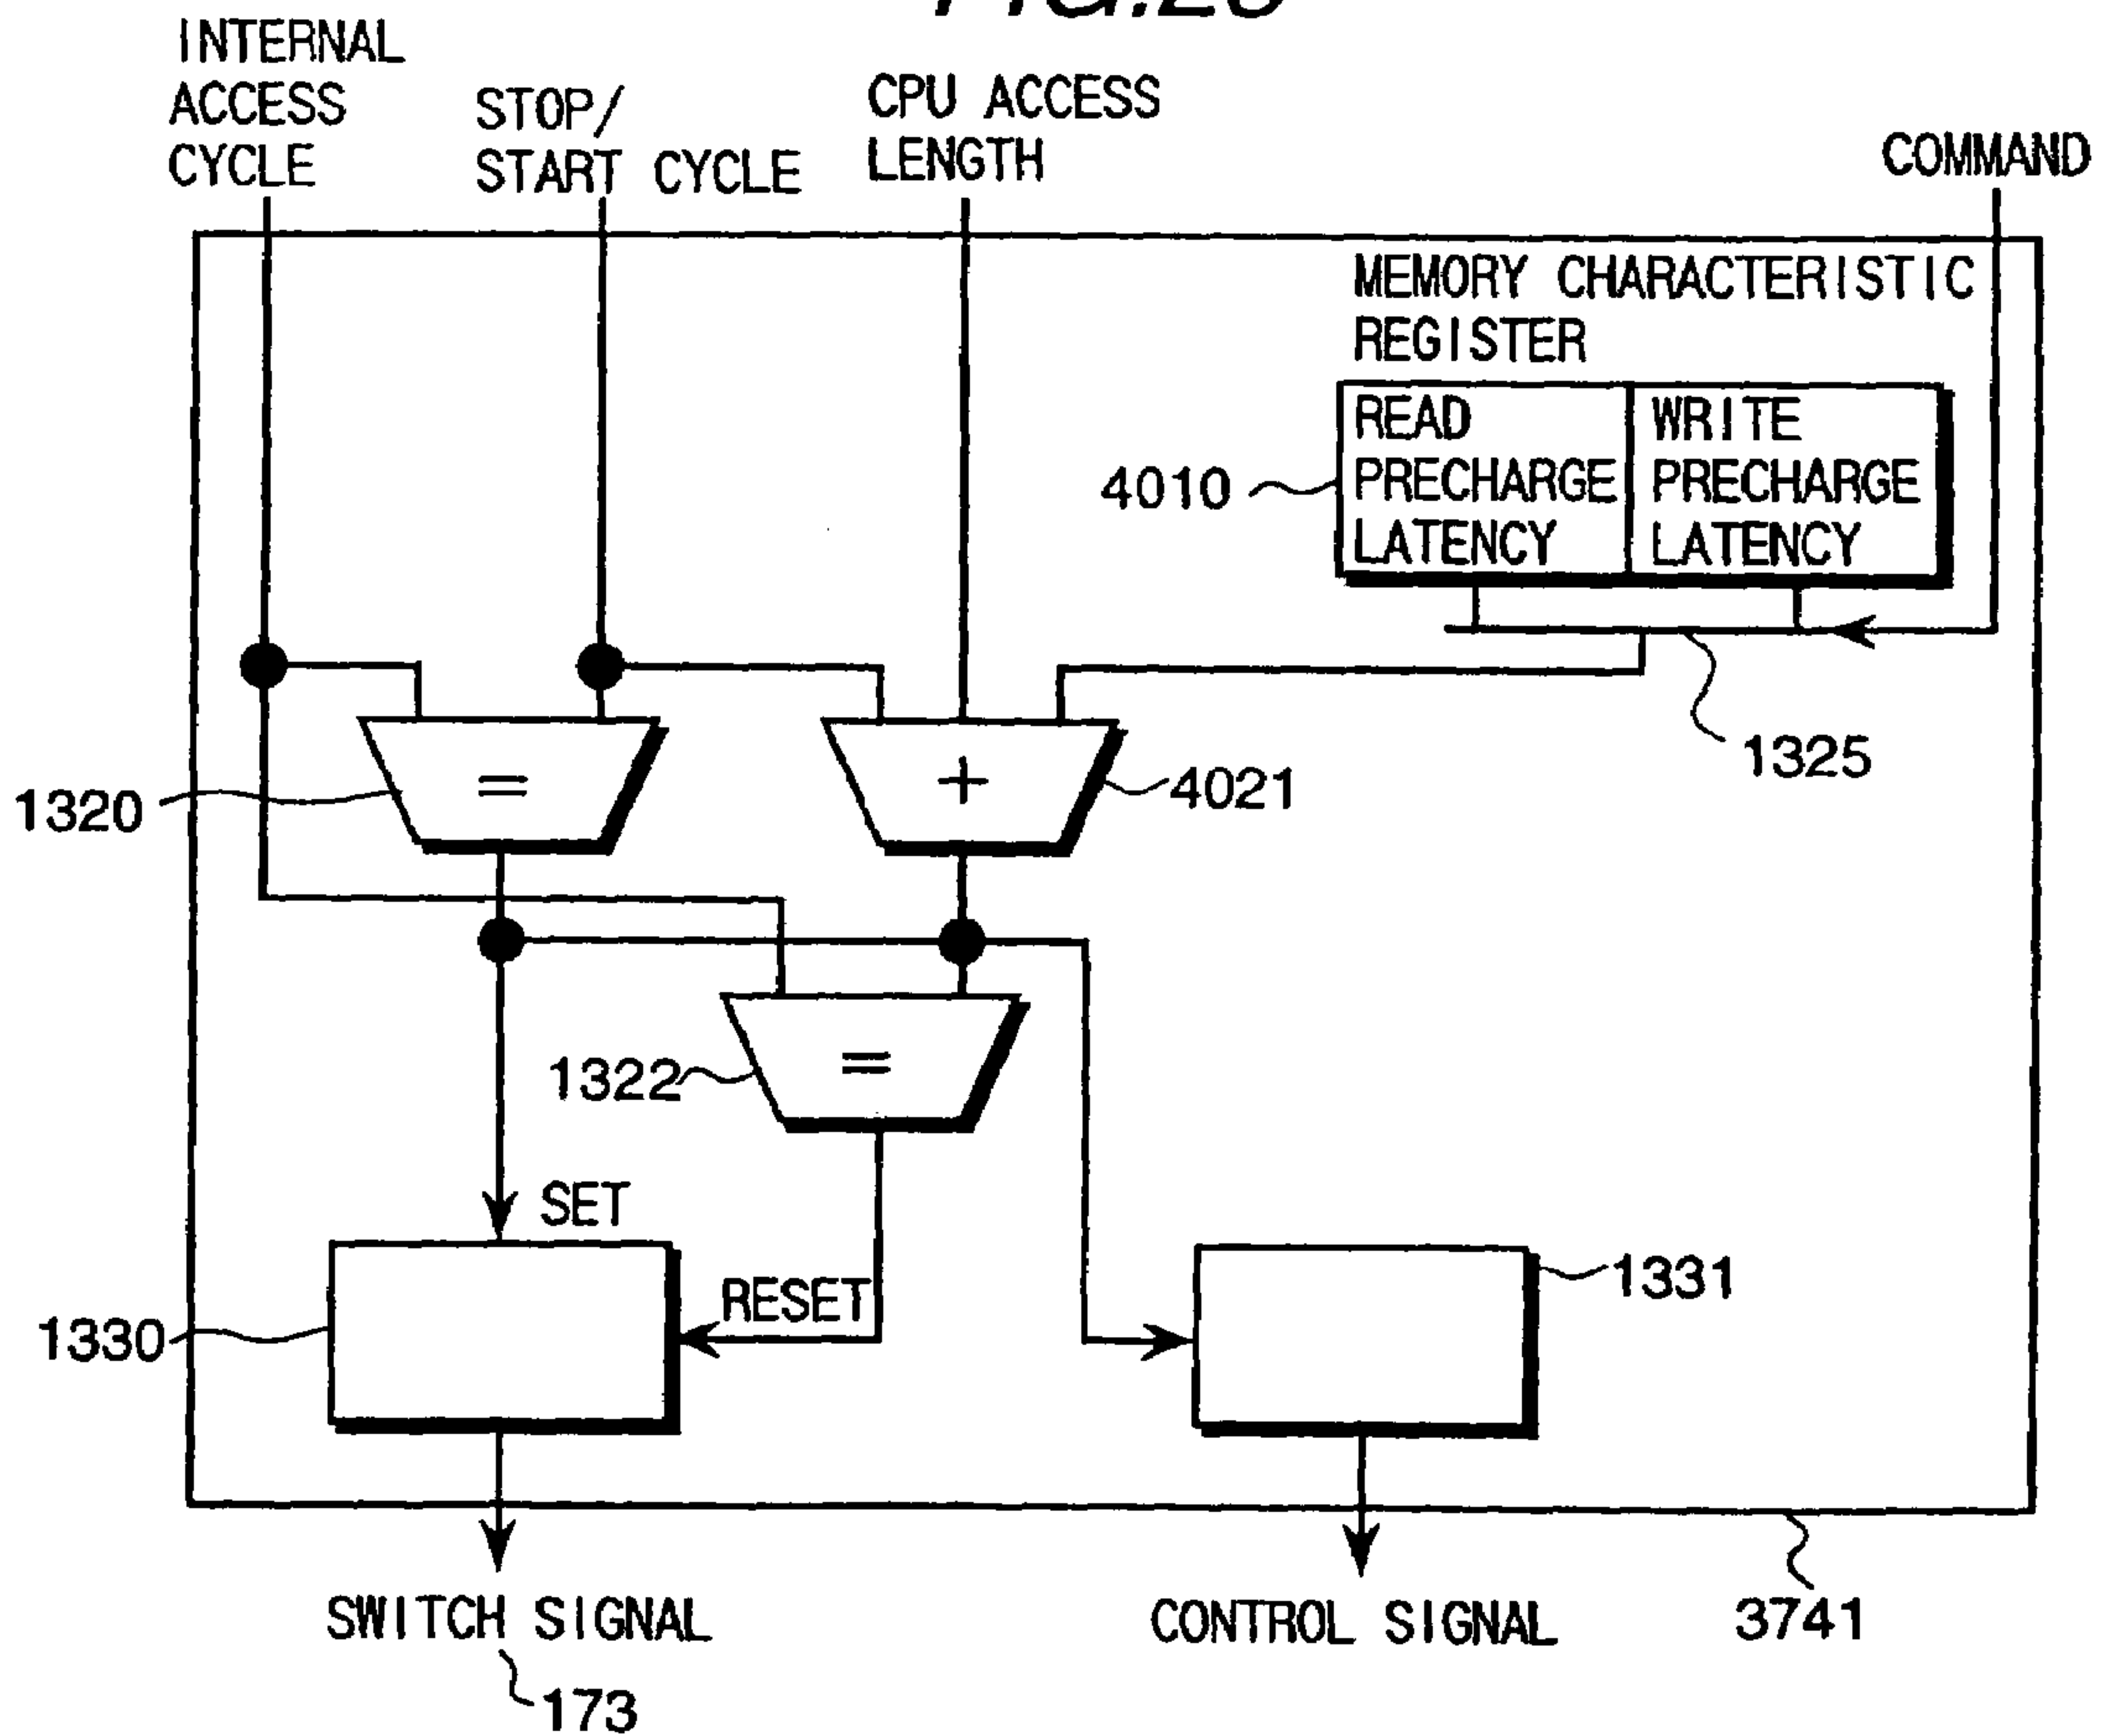 INTERNAL
ACCESS
CYCLE
STOP/
START CYCLE
CPU ACCESS
LENGTH
COMMAND
MEMORY CHARACTERISTIC
REGISTER
READ
PRECHARGE
LATENCY
WRITE
PRECHARGE
LATENCY
4010
1325
=
+
1320
4021
=
1322
SET
RESET
1330
1331
SWITCH SIGNAL
173
CONTROL SIGNAL
3741